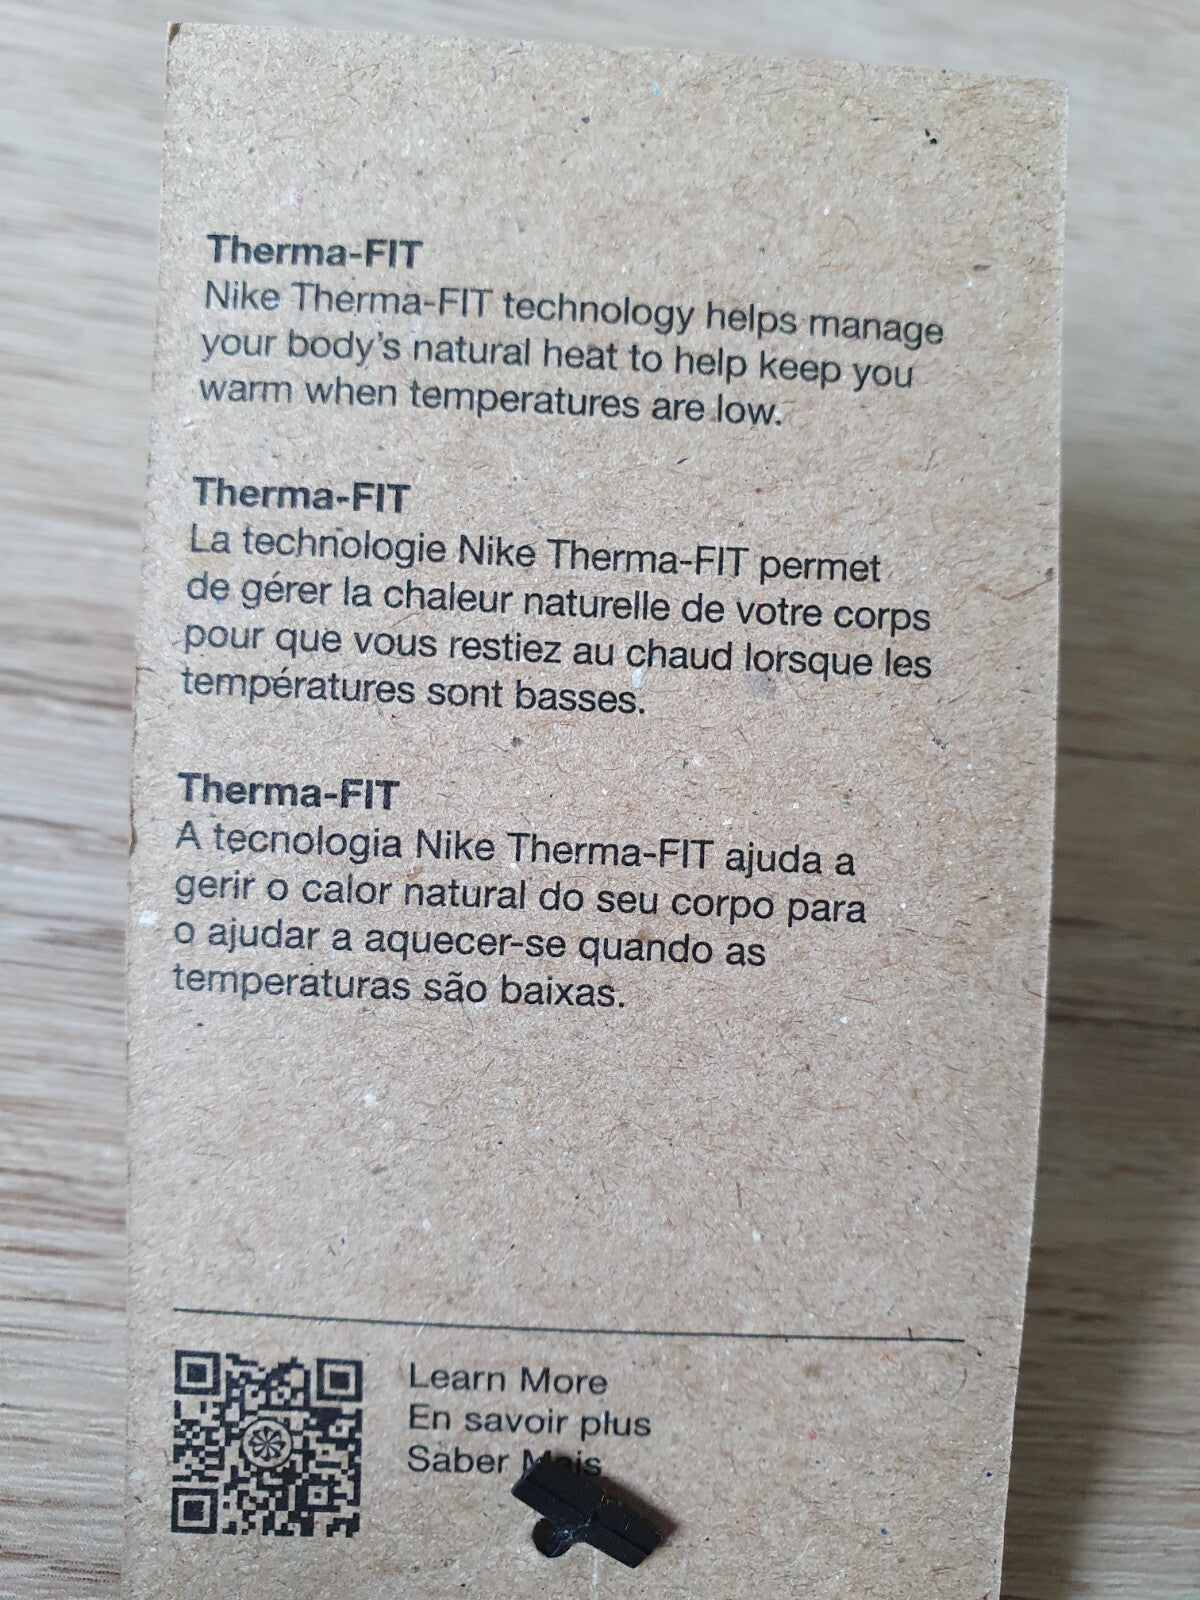 Therma-FIT
Nike Therma-FIT technology helps manage
your body's natural heat to help keep you
warm when temperatures are low.
Therma-FIT
La technologie Nike Therma-FIT permet
de gérer la chaleur naturelle de votre corps
pour que vous restiez au chaud lorsque les
températures sont basses.
Therma-FIT
A tecnologia Nike Therma-FIT ajuda a
gerir o calor natural do seu corpo para
o ajudar a aquecer-se quando as
temperaturas são baixas.
Learn More
En savoir plus
Saber Mais